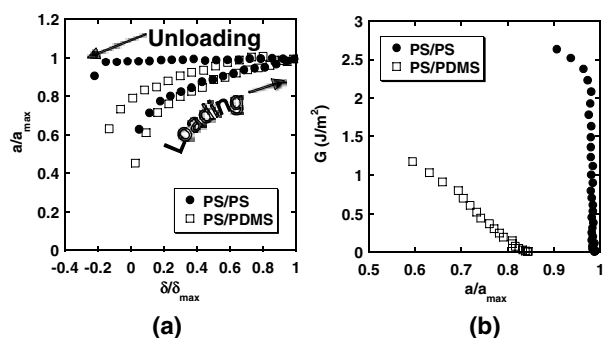 Unloading
Loading
PS/PS
PS/PDMS
a/a_max
0
0.2
0.4
0.6
0.8
1
1.2
-0.4
-0.2
0
0.2
0.4
0.6
0.8
1
δ/δ_max
(a)
PS/PS
PS/PDMS
G (J/m²)
0
0.5
1
1.5
2
2.5
3
0.5
0.6
0.7
0.8
0.9
1
a/a_max
(b)